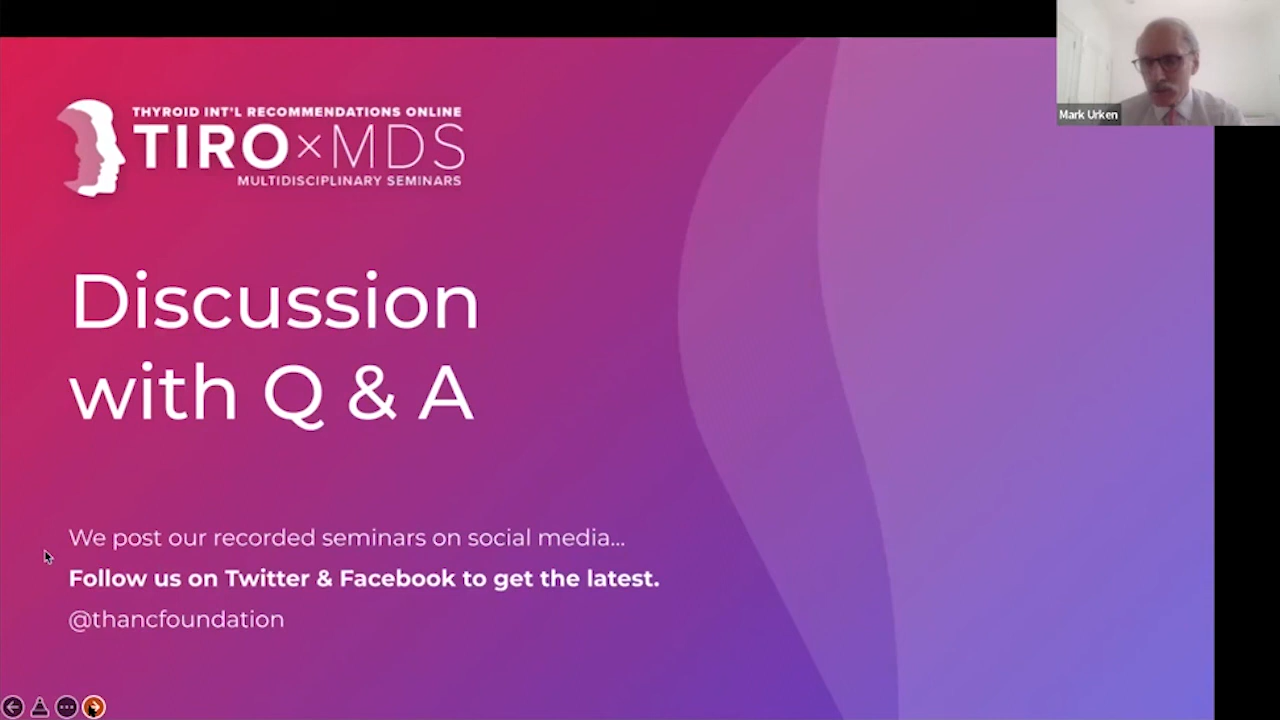 THYROID INT'L RECOMMENDATIONS ONLINE
TIRO×MDS
MULTIDISCIPLINARY SEMINARS
Mark Urken
Discussion
with Q & A
We post our recorded seminars on social media...
Follow us on Twitter & Facebook to get the latest.
@thancfoundation